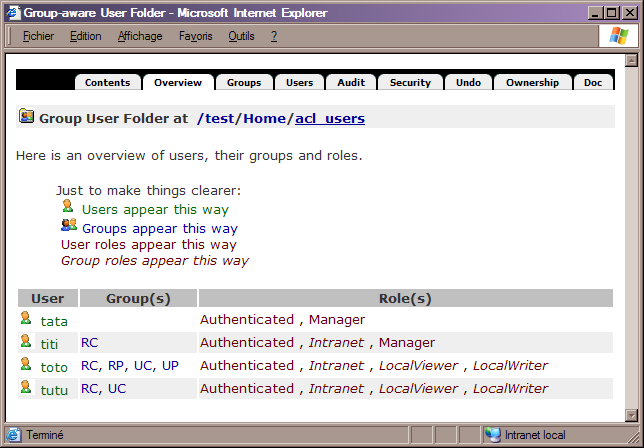 Group-aware User Folder - Microsoft Internet Explorer
Fichier Edition Affichage Favoris Outils ?
Contents Overview Groups Users Audit Security Undo Ownership Doc
Group User Folder at /test/Home/acl_users
Here is an overview of users, their groups and roles.
Just to make things clearer:
Users appear this way
Groups appear this way
User roles appear this way
Group roles appear this way
User Group(s) Role(s)
tata Authenticated , Manager
titi RC Authenticated , Intranet , Manager
toto RC, RP, UC, UP Authenticated , Intranet , LocalViewer , LocalWriter
tutu RC, UC Authenticated , Intranet , LocalViewer , LocalWriter
Terminé Intranet local